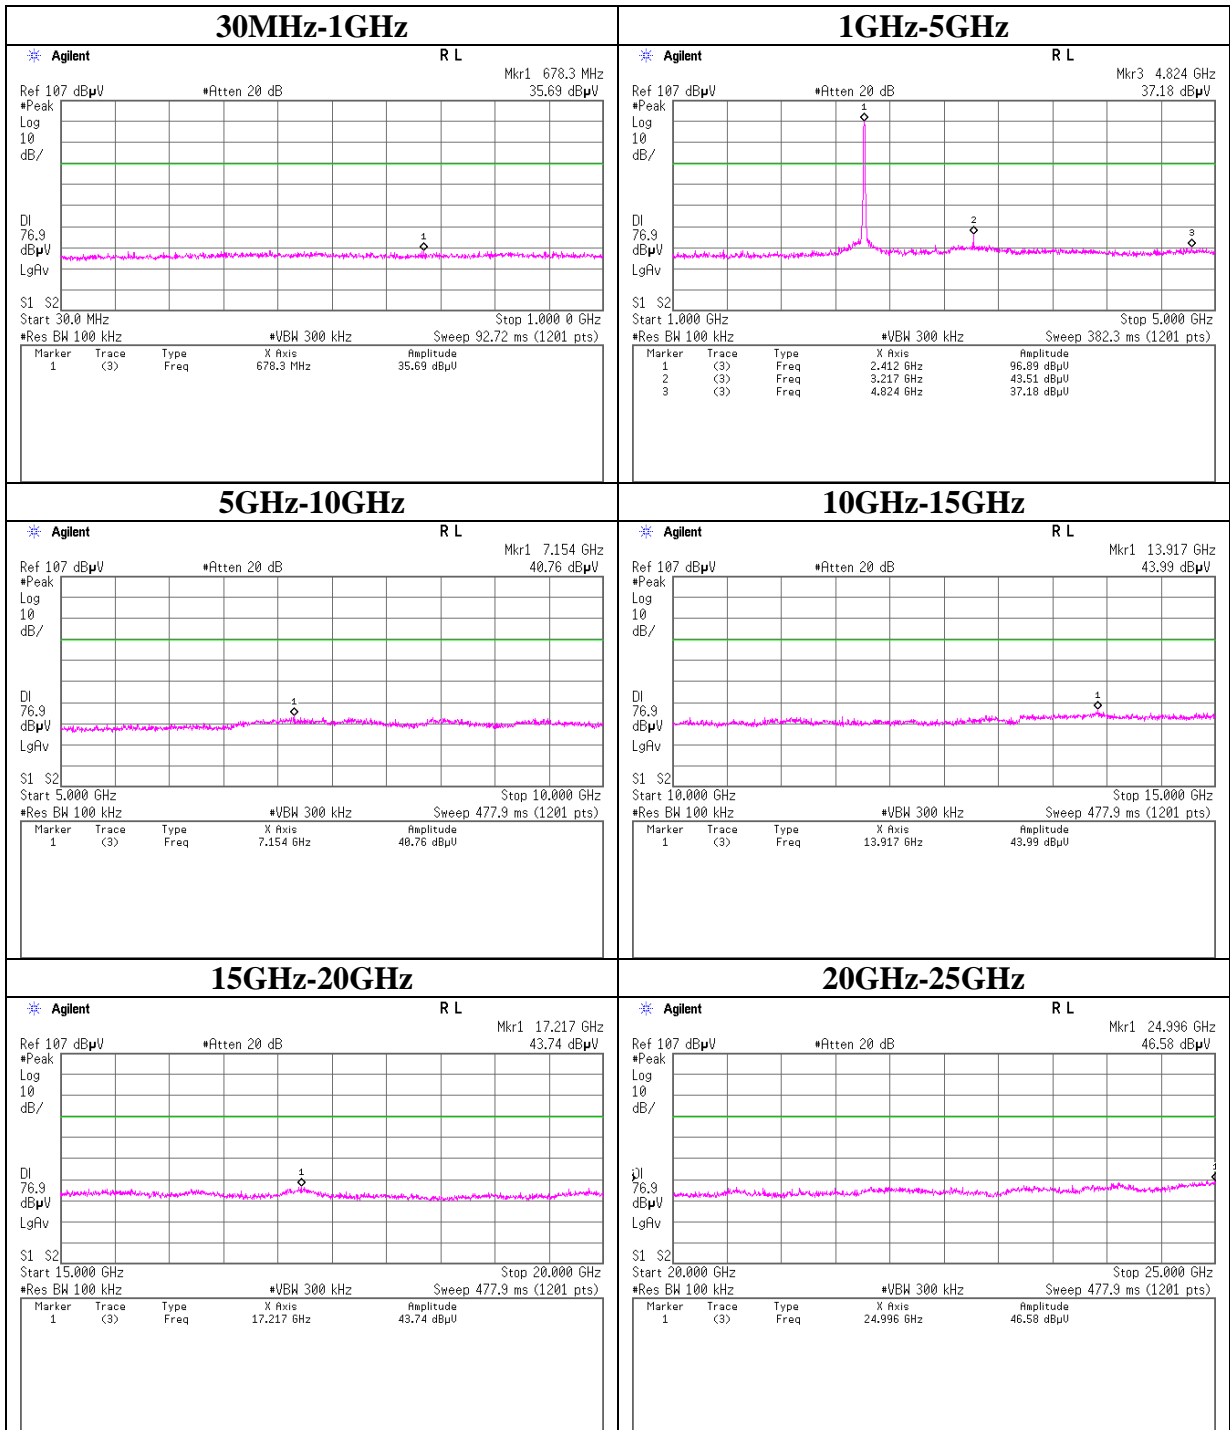 30MHz-1GHz
Agilent R L
Mkr1 678.3 MHz
Ref 107 dBµV #Atten 20 dB 35.69 dBµV
#Peak
Log
10
dB/
1
DI
76.9
dBµV
LgAv
S1 S2
Start 30.0 MHz Stop 1.000 0 GHz
#Res BW 100 kHz #VBW 300 kHz Sweep 92.72 ms (1201 pts)
Marker Trace Type X Axis Amplitude
1 (3) Freq 678.3 MHz 35.69 dBµV
1GHz-5GHz
Agilent R L
Mkr3 4.824 GHz
Ref 107 dBµV #Atten 20 dB 37.18 dBµV
#Peak
1
Log
10
dB/
2
DI
76.9
3
dBµV
LgAv
S1 S2
Start 1.000 GHz Stop 5.000 GHz
#Res BW 100 kHz #VBW 300 kHz Sweep 382.3 ms (1201 pts)
Marker Trace Type X Axis Amplitude
1 (3) Freq 2.412 GHz 96.89 dBµV
2 (3) Freq 3.217 GHz 43.51 dBµV
3 (3) Freq 4.824 GHz 37.18 dBµV
5GHz-10GHz
Agilent R L
Mkr1 7.154 GHz
Ref 107 dBµV #Atten 20 dB 40.76 dBµV
#Peak
Log
10
dB/
DI
1
76.9
dBµV
LgAv
S1 S2
Start 5.000 GHz Stop 10.000 GHz
#Res BW 100 kHz #VBW 300 kHz Sweep 477.9 ms (1201 pts)
Marker Trace Type X Axis Amplitude
1 (3) Freq 7.154 GHz 40.76 dBµV
10GHz-15GHz
Agilent R L
Mkr1 13.917 GHz
Ref 107 dBµV #Atten 20 dB 43.99 dBµV
#Peak
Log
10
dB/
DI
1
76.9
dBµV
LgAv
S1 S2
Start 10.000 GHz Stop 15.000 GHz
#Res BW 100 kHz #VBW 300 kHz Sweep 477.9 ms (1201 pts)
Marker Trace Type X Axis Amplitude
1 (3) Freq 13.917 GHz 43.99 dBµV
15GHz-20GHz
Agilent R L
Mkr1 17.217 GHz
Ref 107 dBµV #Atten 20 dB 43.74 dBµV
#Peak
Log
10
dB/
DI
1
76.9
dBµV
LgAv
S1 S2
Start 15.000 GHz Stop 20.000 GHz
#Res BW 100 kHz #VBW 300 kHz Sweep 477.9 ms (1201 pts)
Marker Trace Type X Axis Amplitude
1 (3) Freq 17.217 GHz 43.74 dBµV
20GHz-25GHz
Agilent R L
Mkr1 24.996 GHz
Ref 107 dBµV #Atten 20 dB 46.58 dBµV
#Peak
Log
10
dB/
DI
1
76.9
dBµV
LgAv
S1 S2
Start 20.000 GHz Stop 25.000 GHz
#Res BW 100 kHz #VBW 300 kHz Sweep 477.9 ms (1201 pts)
Marker Trace Type X Axis Amplitude
1 (3) Freq 24.996 GHz 46.58 dBµV